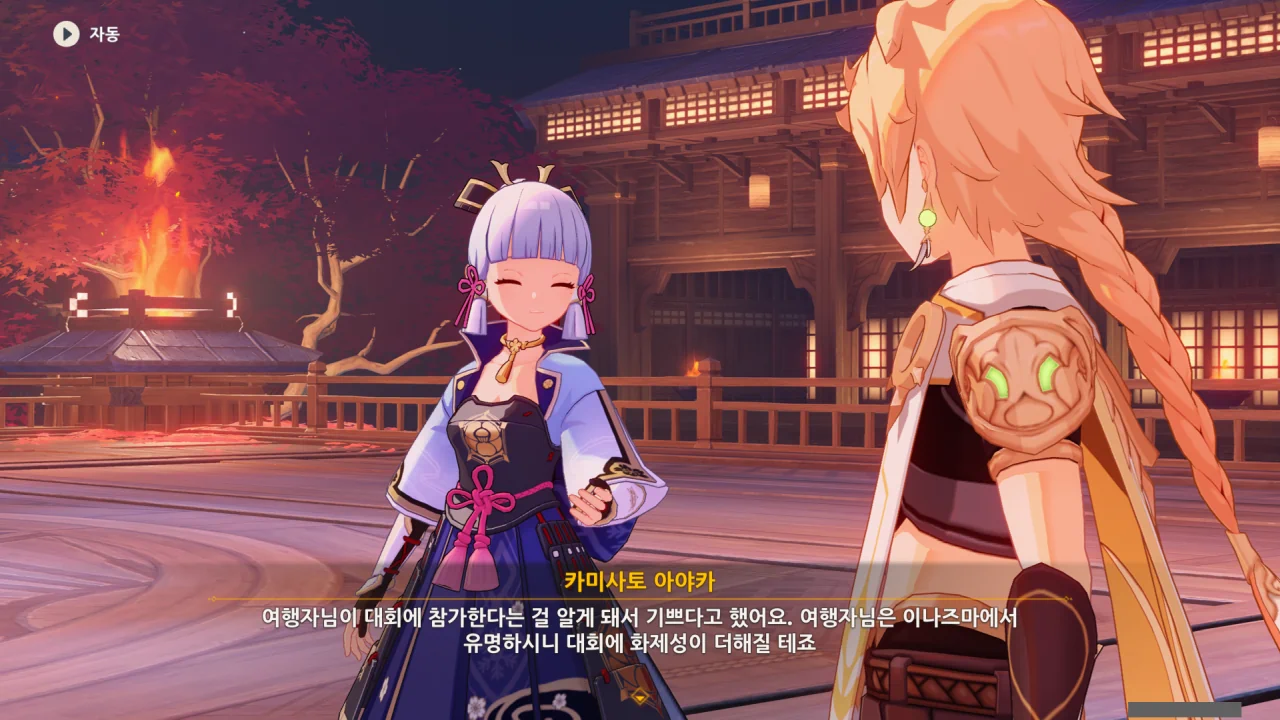 자동
카미사토 아야카
여행자님이 대회에 참가한다는 걸 알게 돼서 기쁘다고 했어요. 여행자님은 이나즈마에서
유명하시니 대회에 화제성이 더해질 테죠